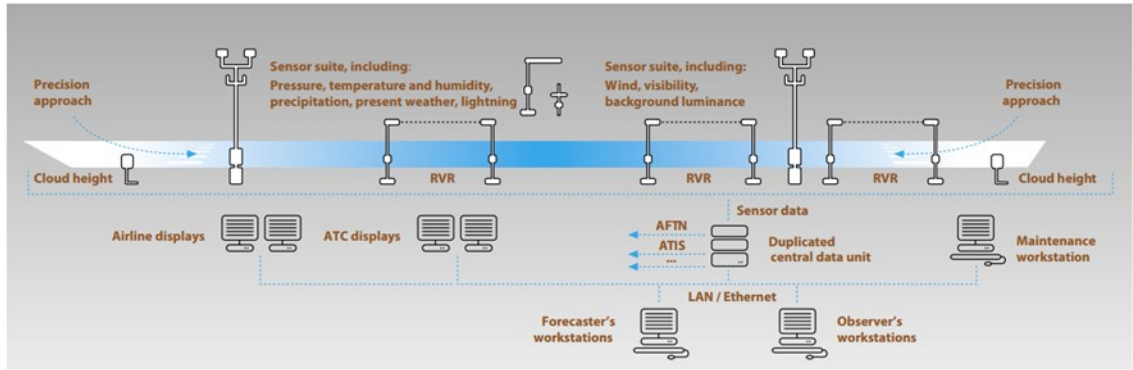 Precision
approach
Sensor suite, including:
Pressure, temperature and humidity,
precipitation, present weather, lightning
Sensor suite, including:
Wind, visibility,
background luminance
Precision
approach
Cloud height
RVR
RVR
RVR
Cloud height
Sensor data
Airline displays
ATC displays
AFTN
ATIS
...
Duplicated
central data unit
Maintenance
workstation
LAN / Ethernet
Forecaster's
workstations
Observer's
workstations